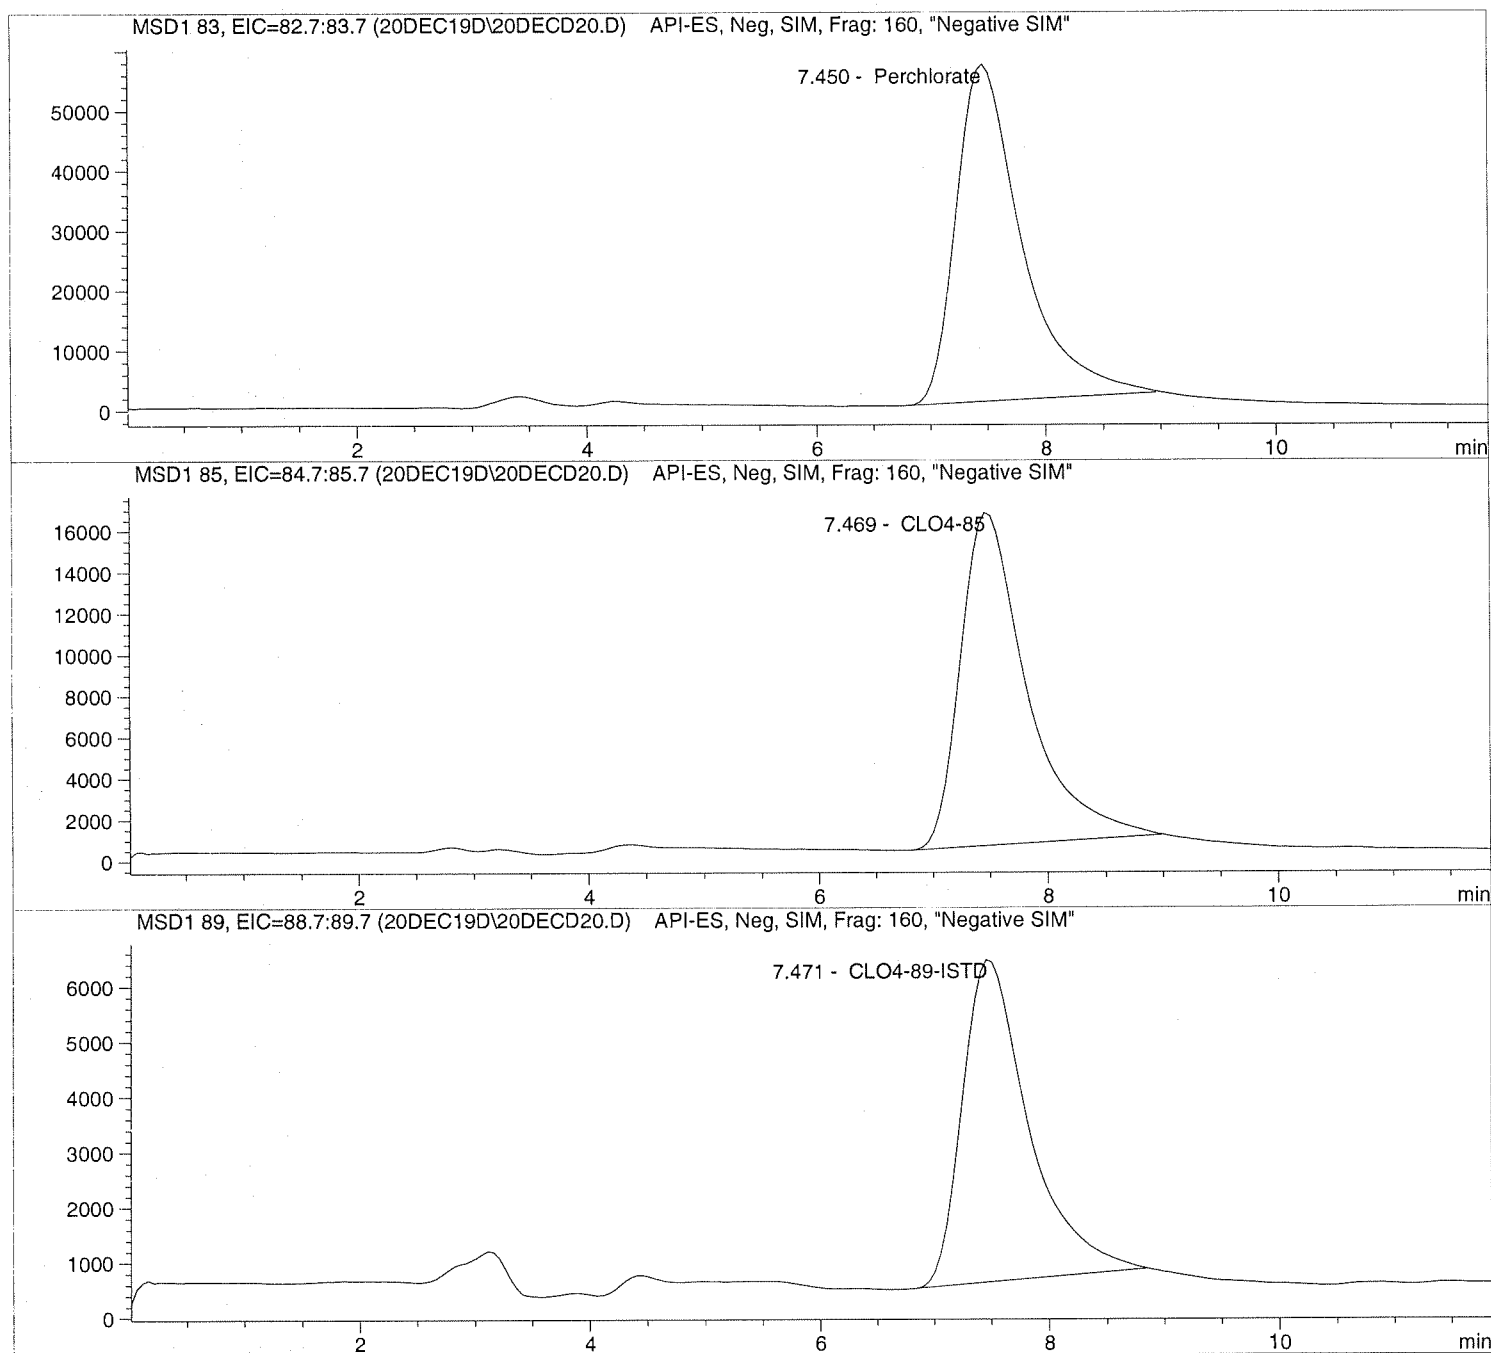 MSD1 83, EIC=82.7:83.7 (20DEC19D\20DECD20.D) API-ES, Neg, SIM, Frag: 160, "Negative SIM"
7.450 - Perchlorate
50000
40000
30000
20000
10000
0
2 4 6 8 10 min
MSD1 85, EIC=84.7:85.7 (20DEC19D\20DECD20.D) API-ES, Neg, SIM, Frag: 160, "Negative SIM"
7.469 - CLO4-85
16000
14000
12000
10000
8000
6000
4000
2000
0
2 4 6 8 10 min
MSD1 89, EIC=88.7:89.7 (20DEC19D\20DECD20.D) API-ES, Neg, SIM, Frag: 160, "Negative SIM"
7.471 - CLO4-89-ISTD
6000
5000
4000
3000
2000
1000
0
2 4 6 8 10 min